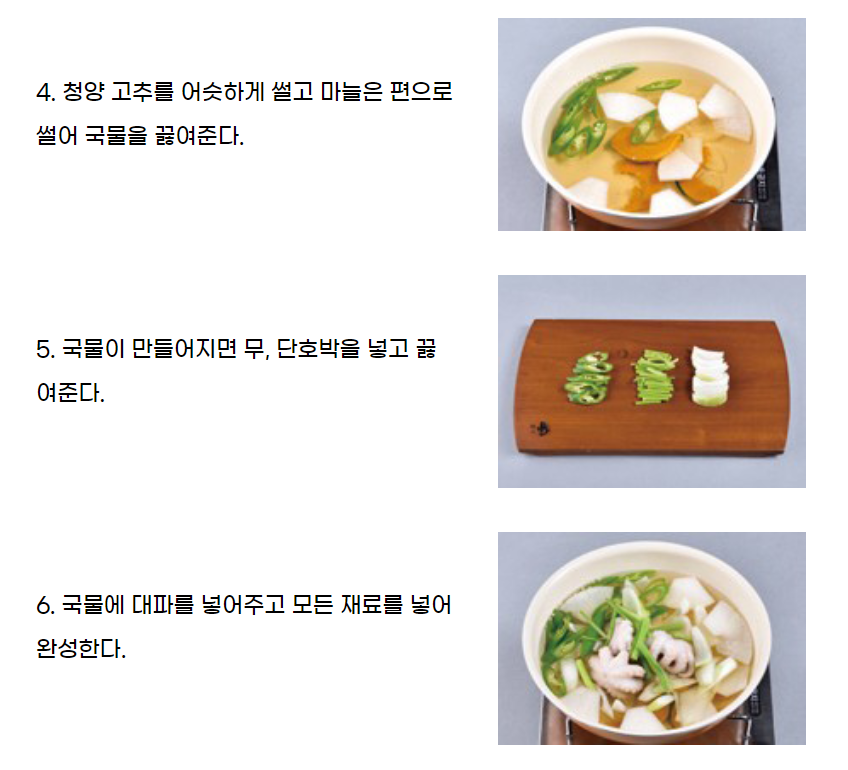 4. 청양 고추를 어슷하게 썰고 마늘은 편으로
썰어 국물을 끓여준다.
5. 국물이 만들어지면 무, 단호박을 넣고 끓
여준다.
6. 국물에 대파를 넣어주고 모든 재료를 넣어
완성한다.